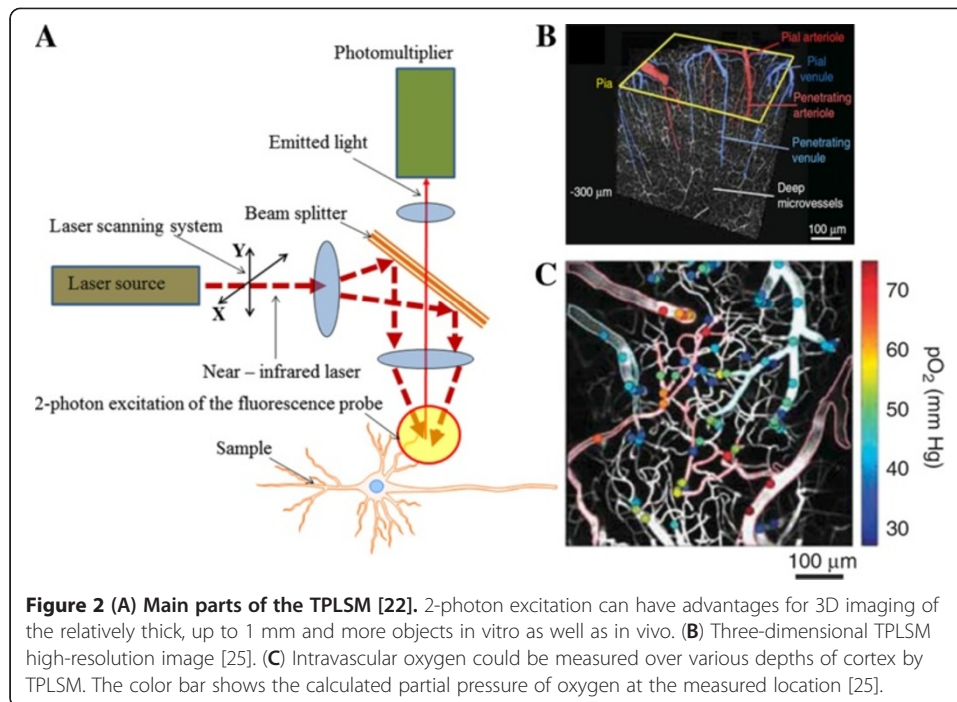 A
Photomultiplier
Emitted light
Beam splitter
Laser scanning system
Y
Laser source
X
Near – infrared laser
2-photon excitation of the fluorescence probe
Sample
B
Pial arteriole
Pial
venule
Pia
Penetrating
arteriole
Penetrating
venule
Deep
microvessels
-300 µm
100 µm
C
70
60
50
40
30
pO2 (mm Hg)
100 µm
Figure 2 (A) Main parts of the TPLSM [22]. 2-photon excitation can have advantages for 3D imaging of
the relatively thick, up to 1 mm and more objects in vitro as well as in vivo. (B) Three-dimensional TPLSM
high-resolution image [25]. (C) Intravascular oxygen could be measured over various depths of cortex by
TPLSM. The color bar shows the calculated partial pressure of oxygen at the measured location [25].